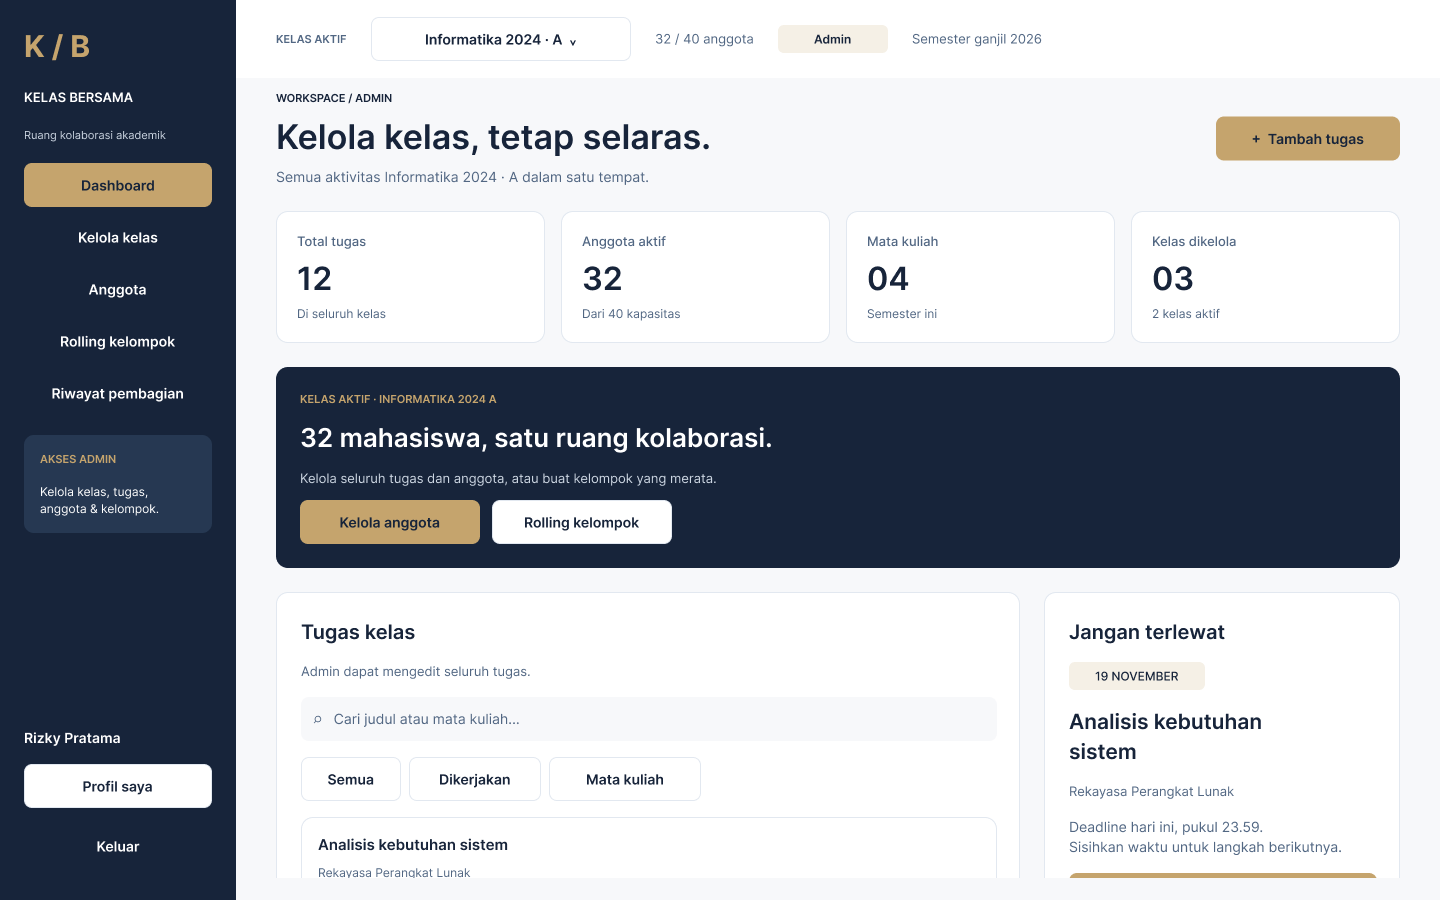 K / B
KELAS BERSAMA
Ruang kolaborasi akademik
Dashboard
Kelola kelas
Anggota
Rolling kelompok
Riwayat pembagian
AKSES ADMIN
Kelola kelas, tugas,
anggota & kelompok.
Rizky Pratama
Profil saya
Keluar
KELAS AKTIF
Informatika 2024 · A
32 / 40 anggota
Admin
Semester ganjil 2026
WORKSPACE / ADMIN
Kelola kelas, tetap selaras.
Semua aktivitas Informatika 2024 · A dalam satu tempat.
+ Tambah tugas
Total tugas
12
Di seluruh kelas
Anggota aktif
32
Dari 40 kapasitas
Mata kuliah
04
Semester ini
Kelas dikelola
03
2 kelas aktif
KELAS AKTIF · INFORMATIKA 2024 A
32 mahasiswa, satu ruang kolaborasi.
Kelola seluruh tugas dan anggota, atau buat kelompok yang merata.
Kelola anggota
Rolling kelompok
Tugas kelas
Admin dapat mengedit seluruh tugas.
Cari judul atau mata kuliah...
Semua
Dikerjakan
Mata kuliah
Analisis kebutuhan sistem
Rekayasa Perangkat Lunak
Jangan terlewat
19 NOVEMBER
Analisis kebutuhan
sistem
Rekayasa Perangkat Lunak
Deadline hari ini, pukul 23.59.
Sisihkan waktu untuk langkah berikutnya.